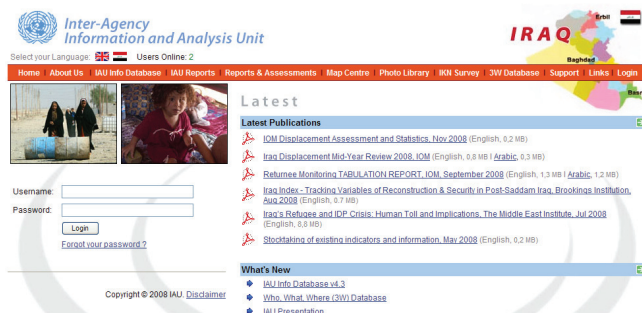 Inter-Agency
Information and Analysis Unit
IRAQ
Erbil
Baghdad
Select your Language:
Users Online: 2
Home | About Us | IAU Info Database | IAU Reports | Reports & Assessments | Map Centre | Photo Library | IKN Survey | 3W Database | Support | Links | Login
Latest
Latest Publications
IOM Displacement Assessment and Statistics, Nov 2008 (English, 0,2 MB)
Iraq Displacement Mid-Year Review 2008, IOM (English, 0,8 MB | Arabic, 0,3 MB)
Returnee Monitoring TABULATION REPORT, IOM, September 2008 (English, 1,3 MB | Arabic, 1,2 MB)
Iraq Index - Tracking Variables of Reconstruction & Security in Post-Saddam Iraq, Brookings Institution,
Aug 2008 (English, 0.7 MB)
Iraq's Refugee and IDP Crisis: Human Toll and Implications, The Middle East Institute, Jul 2008
(English, 8,8 MB)
Stocktaking of existing indicators and information, May 2008 (English, 0,2 MB)
Username:
Password:
Login
Forgot your password ?
What's New
IAU Info Database v4.3
Who, What, Where (3W) Database
IAU Presentation
Copyright © 2008 IAU. Disclaimer